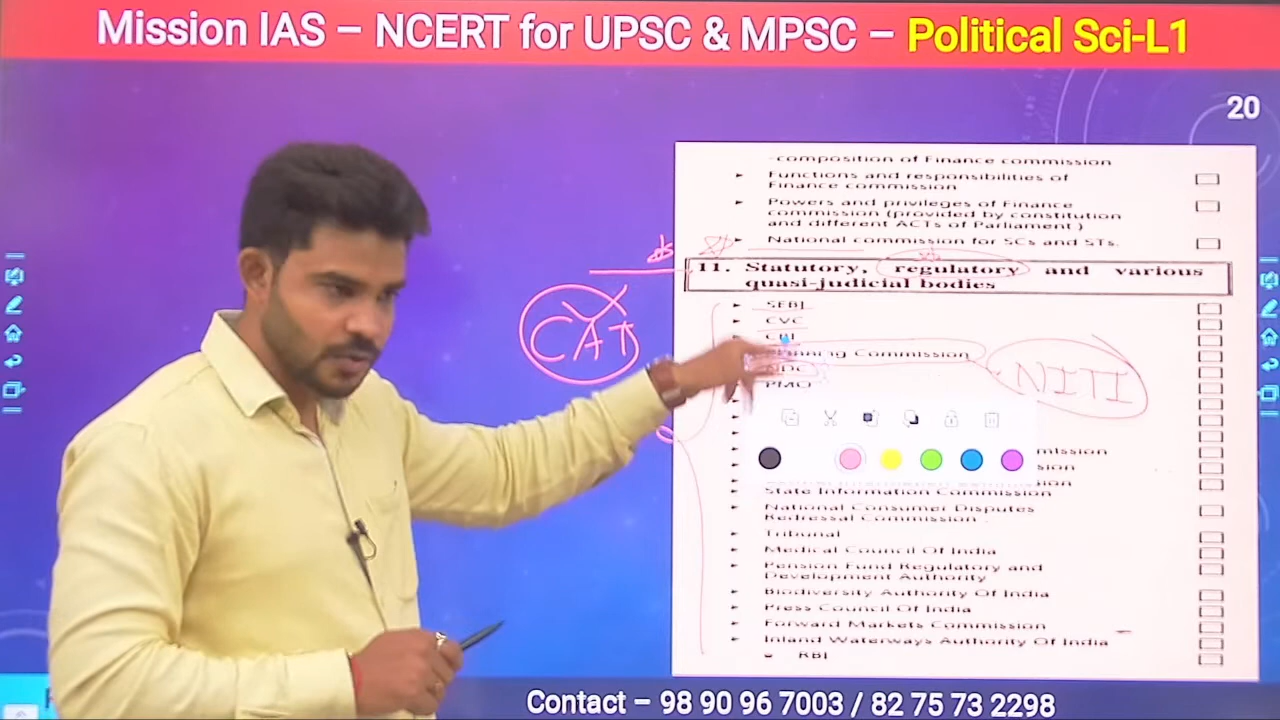 Mission IAS – NCERT for UPSC & MPSC – Political Sci-L1
20
-composition of Finance commission
Functions and responsibilities of
Finance commission
Powers and privileges of Finance
commission (provided by constitution
and different ACTs of Parliament )
National commission for SCs and STs.
11. Statutory, regulatory and various
quasi-judicial bodies
SEBI
CVC
CBI
Commission
PMO
CAT
NITI
State Information Commission
National Consumer Disputes
Redressal Commission .
Tribunal
Medical Council Of India
Pension Fund Regulatory and
Development Authority
Biodiversity Authority Of India
Press Council Of India
Forward Markets Commission
Inland Waterways Authority Of India
RBI
Contact – 98 90 96 7003 / 82 75 73 2298